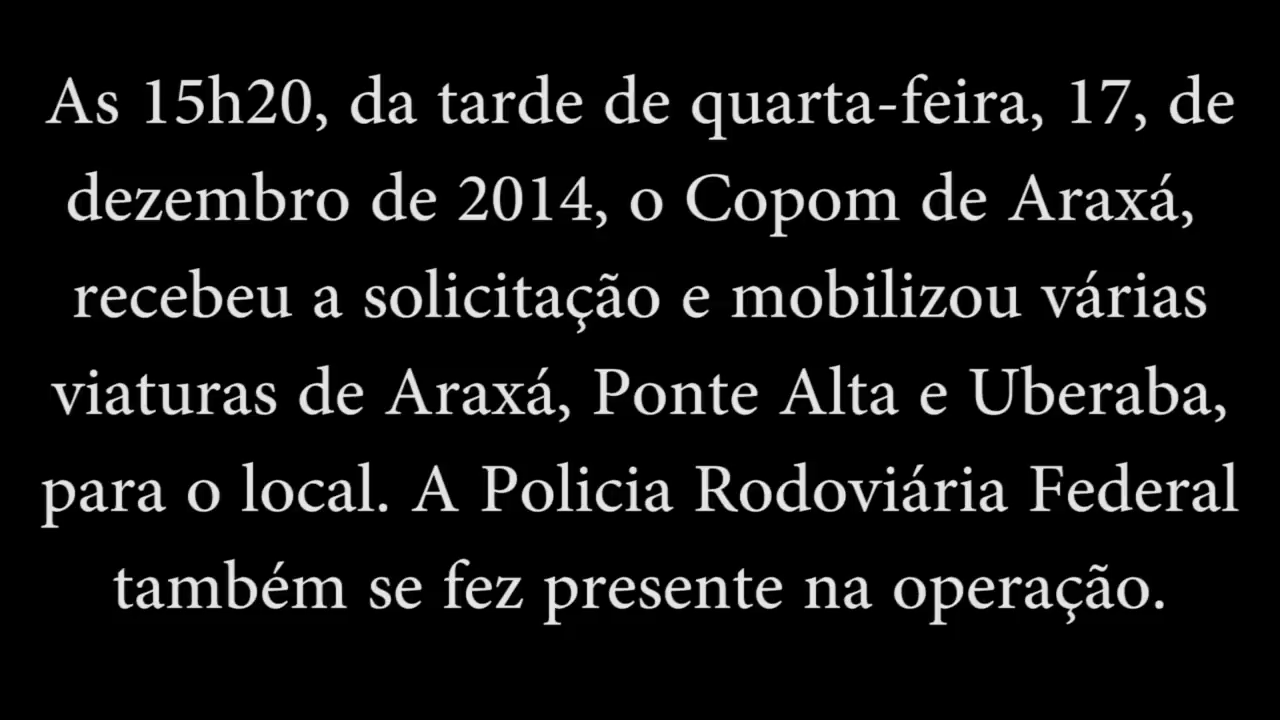 As 15h20, da tarde de quarta-feira, 17, de
dezembro de 2014, o Copom de Araxá,
recebeu a solicitação e mobilizou várias
viaturas de Araxá, Ponte Alta e Uberaba,
para o local. A Policia Rodoviária Federal
também se fez presente na operação.